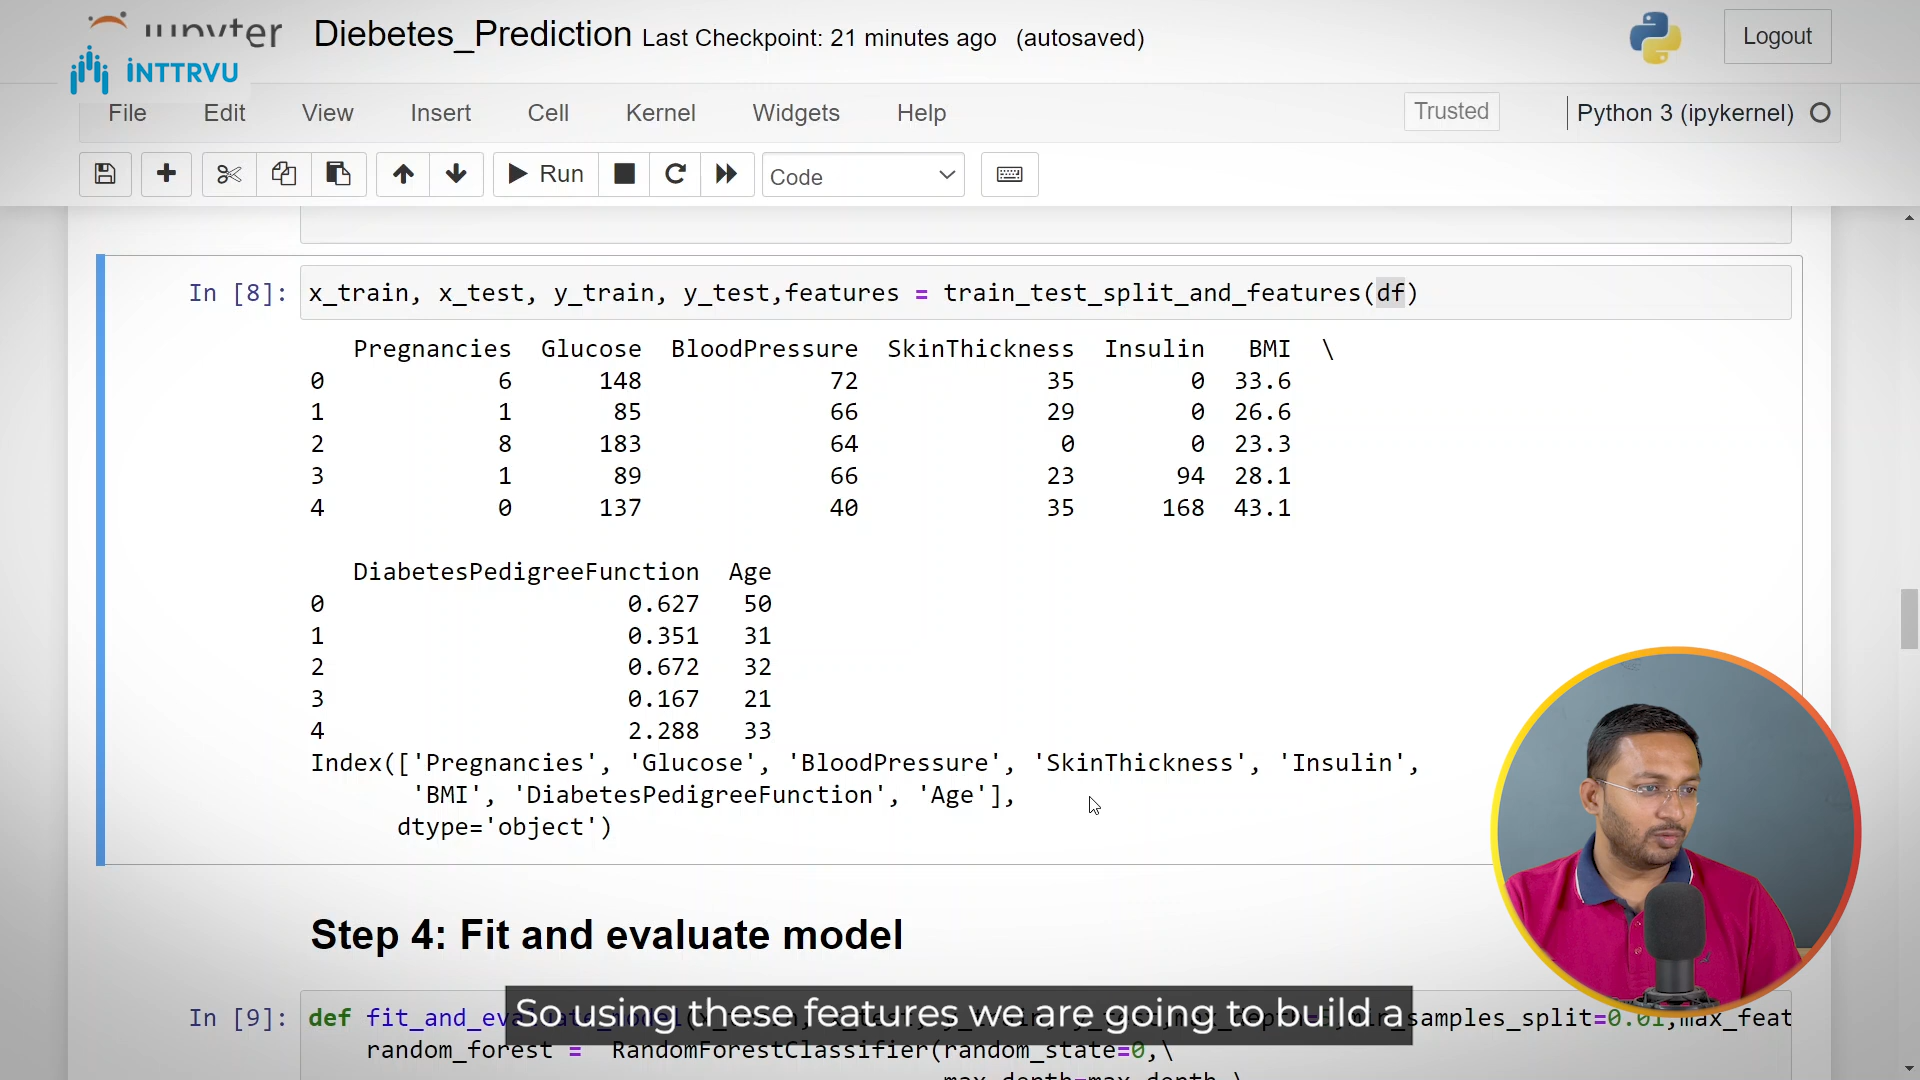 jupyter Diebetes_Prediction Last Checkpoint: 21 minutes ago (autosaved) Logout
INTTRVU
File Edit View Insert Cell Kernel Widgets Help Trusted Python 3 (ipykernel)
Run Code
In [8]: x_train, x_test, y_train, y_test,features = train_test_split_and_features(df)
Pregnancies Glucose BloodPressure SkinThickness Insulin BMI \
0 6 148 72 35 0 33.6
1 1 85 66 29 0 26.6
2 8 183 64 0 0 23.3
3 1 89 66 23 94 28.1
4 0 137 40 35 168 43.1
DiabetesPedigreeFunction Age
0 0.627 50
1 0.351 31
2 0.672 32
3 0.167 21
4 2.288 33
Index(['Pregnancies', 'Glucose', 'BloodPressure', 'SkinThickness', 'Insulin',
'BMI', 'DiabetesPedigreeFunction', 'Age'],
dtype='object')
Step 4: Fit and evaluate model
So using these features we are going to build a
In [9]: def samples_split=0.01,max_feat
random_forest = RandomForestClassifier(random_state=0,\
max_depth=max_depth,\